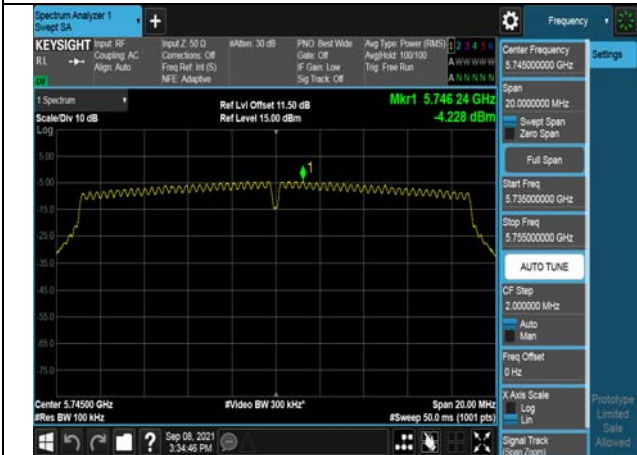 Spectrum Analyzer 1
Swept SA
Frequency
KEYSIGHT
RL
Input: RF
Coupling: AC
Align: Auto
Input Z: 50 Ω
Corrections: Off
Freq Ref: Int (S)
NFE: Adaptive
#Atten: 30 dB
PNO: Best Wide
Gate: Off
IF Gain: Low
Sig Track: Off
Avg Type: Power (RMS)
Avg|Hold: 100/100
Trig: Free Run
1 2 3 4 5 6
A W W W W W
A N N N N N
1 Spectrum
Scale/Div 10 dB
Log
Ref Lvl Offset 11.50 dB
Ref Level 15.00 dBm
Mkr1 5.746 24 GHz
-4.228 dBm
5.00
-5.00
-15.0
-25.0
-35.0
-45.0
-55.0
-65.0
-75.0
1
Center 5.74500 GHz
#Res BW 100 kHz
#Video BW 300 kHz*
Span 20.00 MHz
#Sweep 50.0 ms (1001 pts)
Sep 08, 2021
3:34:46 PM
Center Frequency
5.745000000 GHz
Settings
Span
20.0000000 MHz
Swept Span
Zero Span
Full Span
Start Freq
5.735000000 GHz
Stop Freq
5.755000000 GHz
AUTO TUNE
CF Step
2.000000 MHz
Auto
Man
Freq Offset
0 Hz
X Axis Scale
Log
Lin
Signal Track
(Span Zoom)
Prototype
Limited
Sale
Allowed